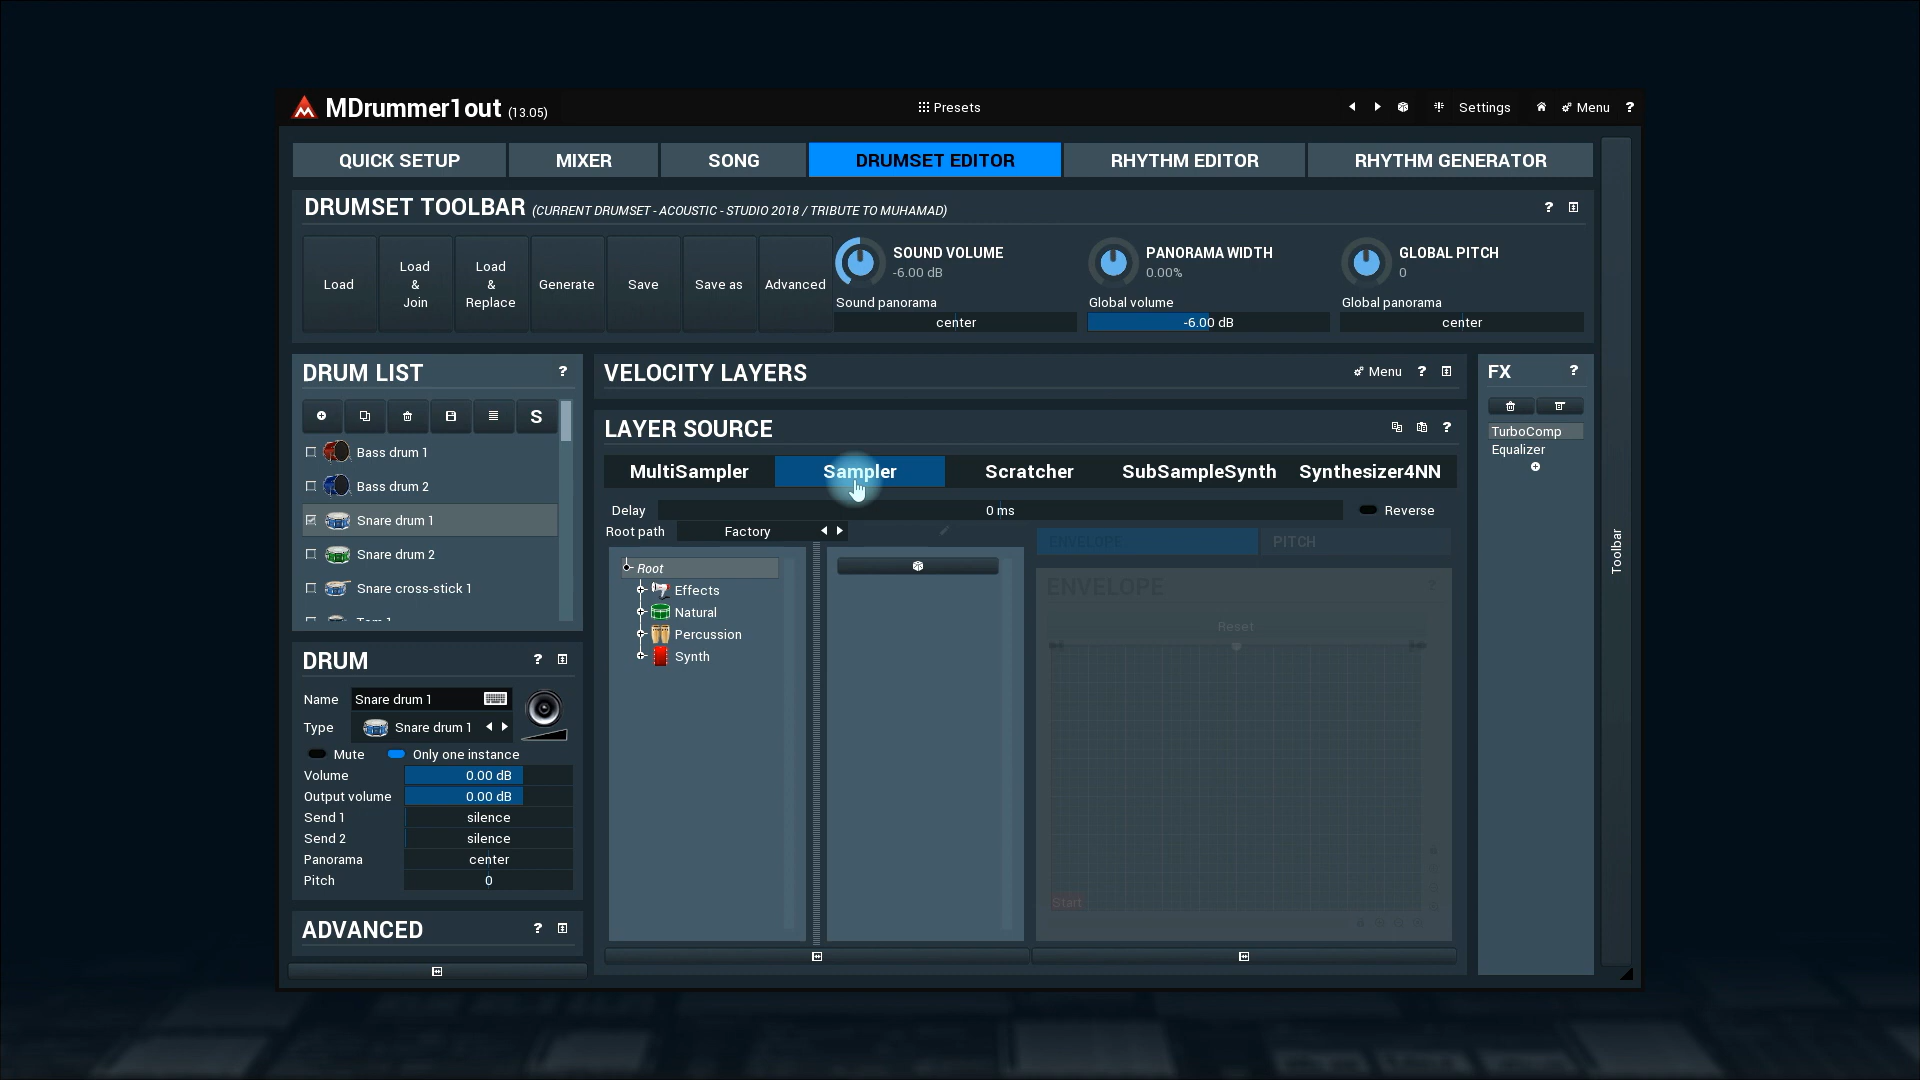 MDrummer1out (13.05)
Presets
Settings
Menu
?
QUICK SETUP
MIXER
SONG
DRUMSET EDITOR
RHYTHM EDITOR
RHYTHM GENERATOR
Toolbar
DRUMSET TOOLBAR (CURRENT DRUMSET - ACOUSTIC - STUDIO 2018 / TRIBUTE TO MUHAMAD)
?
Load
Load
&
Join
Load
&
Replace
Generate
Save
Save as
Advanced
SOUND VOLUME
-6.00 dB
Sound panorama
center
PANORAMA WIDTH
0.00%
Global volume
-6.00 dB
GLOBAL PITCH
0
Global panorama
center
DRUM LIST
?
S
Bass drum 1
Bass drum 2
Snare drum 1
Snare drum 2
Snare cross-stick 1
Tom 1
DRUM
?
Name Snare drum 1
Type Snare drum 1
Mute Only one instance
Volume 0.00 dB
Output volume 0.00 dB
Send 1 silence
Send 2 silence
Panorama center
Pitch 0
ADVANCED
?
VELOCITY LAYERS
Menu ?
LAYER SOURCE
?
MultiSampler
Sampler
Scratcher
SubSampleSynth
Synthesizer4NN
Delay 0 ms Reverse
Root path Factory
Root
Effects
Natural
Percussion
Synth
ENVELOPE
PITCH
ENVELOPE
?
Reset
Start
FX
?
TurboComp
Equalizer